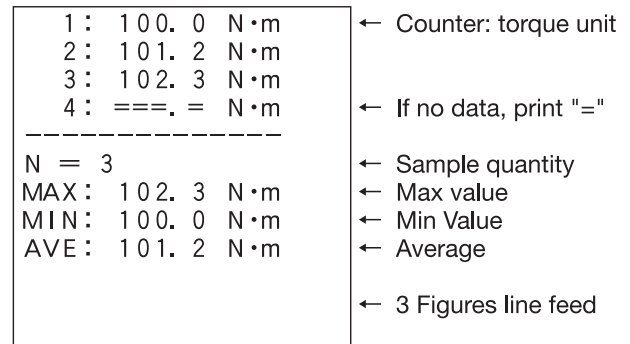 1: 100. 0 N・m ← Counter: torque unit
2: 101. 2 N・m
3: 102. 3 N・m
4: ===. = N・m ← If no data, print "="
--------------
N = 3 ← Sample quantity
MAX: 102. 3 N・m ← Max value
MIN: 100. 0 N・m ← Min Value
AVE: 101. 2 N・m ← Average
← 3 Figures line feed